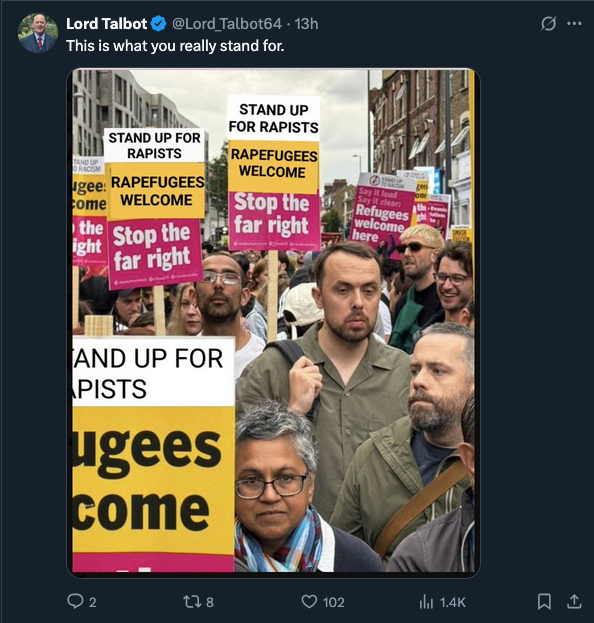 Lord Talbot @Lord_Talbot64 · 13h
This is what you really stand for.
STAND UP
FOR RAPISTS
RAPEFUGEES
WELCOME
Stop the
far right
STAND UP FOR
RAPISTS
RAPEFUGEES
WELCOME
Stop the
far right
TAND UP
O RACISM
ugee
come
the
ight
STAND UP TO
RACISM
Say it loud
Say it clear:
Refugees
welcome
here
TAND UP FOR
APISTS
ugees
come
2
8
102
1.4K